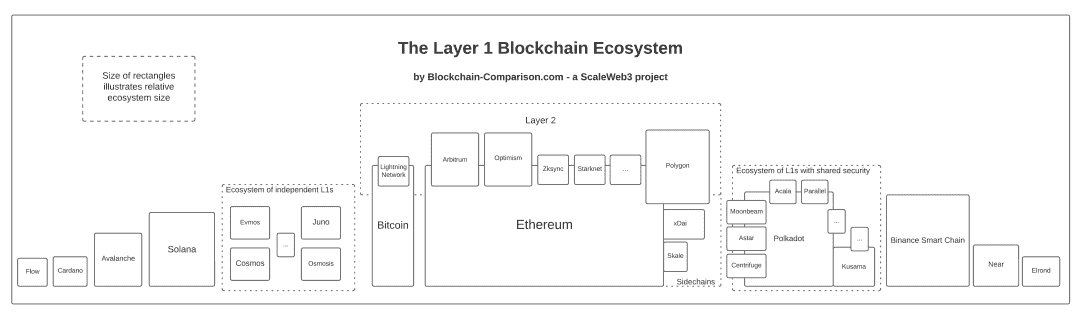 The Layer 1 Blockchain Ecosystem
by Blockchain-Comparison.com - a ScaleWeb3 project
Size of rectangles
illustrates relative
ecosystem size
Layer 2
Lightning
Network
Arbitrum
Optimism
Zksync
Starknet
...
Polygon
Ecosystem of independent L1s
Ecosystem of L1s with shared security
Flow
Cardano
Avalanche
Solana
Evmos
Cosmos
...
Juno
Osmosis
Bitcoin
Ethereum
xDai
Skale
Sidechains
Acala
Parallel
Moonbeam
Astar
Centrifuge
Polkadot
...
...
Kusama
Binance Smart Chain
Near
Elrond